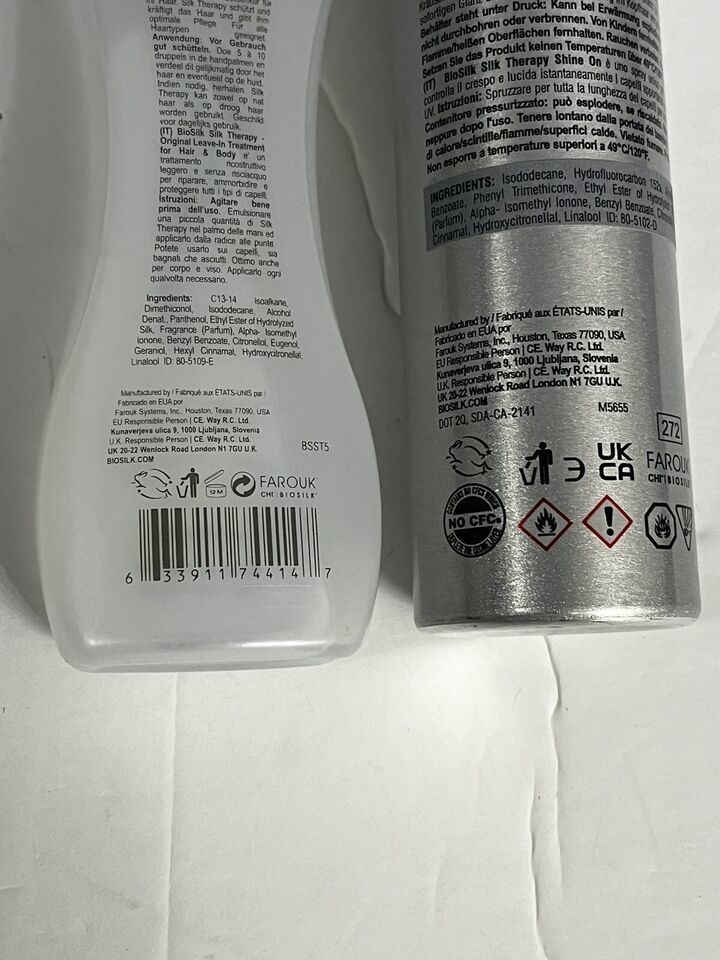 ihr Haar. Silk Therapy schützt und
kräftigt das Haar und gibt ihm
optimale Pflege Für alle
Haartypen geeignet
Anwendung: Vor Gebrauch
gut schütteln. Doe 5 à 10
druppels in de handpalmen en
verdeel dit gelijkmatig door het
haar en eventueel op de huid.
Indien nodig, herhalen. Silk
Therapy kan zowel op nat
haar als op droog haar
worden gebruikt. Geschikt
voor dagelijks gebruik.
(IT) BioSilk Silk Therapy -
Original Leave-In Treatment
for Hair & Body e' un
trattamento ricostruttivo
leggero e senza risciacquo
per riparare, ammorbidire e
proteggere tutti i tipi di capelli.
Istruzioni: Agitare bene
prima dell'uso. Emulsionare
una piccola quantità di Silk
Therapy nel palmo delle mani ed
applicarlo dalla radice alle punte.
Potete usarlo sui capelli, sia
bagnati che asciutti. Ottimo anche
per corpo e viso. Applicarlo ogni
qualvolta necessario.
Ingredients: C13-14 Isoalkane,
Dimethiconol, Isododecane, Alcohol
Denat., Panthenol, Ethyl Ester of Hydrolyzed
Silk, Fragrance (Parfum), Alpha- Isomethyl
Ionone, Benzyl Benzoate, Citronellol, Eugenol,
Geraniol, Hexyl Cinnamal, Hydroxycitronellal,
Linalool ID: 80-5109-E
Manufactured by / Fabriqué aux ÉTATS-UNIS par /
Fabricado en EUA por
Farouk Systems, Inc., Houston, Texas 77090, USA
EU Responsible Person | CE. Way R.C. Ltd.
Kunaverjeva ulica 9, 1000 Ljubljana, Slovenia
U.K. Responsible Person | CE. Way R.C. Ltd.
UK 20-22 Wenlock Road London N1 7GU U.K.
BIOSILK.COM
BSST5
12 M
FAROUK
CHI | BIOSILK
6 33911 74414 7
sofortigen Glanz
Behälter steht unter Druck: Kann bei Erwärmung
nicht durchbohren oder verbrennen. Von Kindern
Flamme/heißen Oberflächen fernhalten. Rauchen
Setzen Sie das Produkt keinen Temperaturen über
(IT) BioSilk Silk Therapy Shine On è uno spray
controlla il crespo e lucida istantaneamente i capelli
UV. Istruzioni: Spruzzare per tutta la lunghezza dei capelli
Contenitore pressurizzato: può esplodere, se
neppure dopo l'uso. Tenere lontano dalla portata dei
di calore/scintille/fiamme/superfici calde. Vietato
Non esporre a temperature superiori a 49°C/120°F.
INGREDIENTS: Isododecane, Hydrofluorocarbon 152a,
Benzoate, Phenyl Trimethicone, Ethyl Ester of
(Parfum), Alpha- Isomethyl Ionone, Benzyl Benzoate,
Cinnamal, Hydroxycitronellal, Linalool ID: 80-5102-D
Manufactured by / Fabriqué aux ÉTATS-UNIS par /
Fabricado en EUA por
Farouk Systems, Inc., Houston, Texas 77090, USA
EU Responsible Person | CE. Way R.C. Ltd.
Kunaverjeva ulica 9, 1000 Ljubljana, Slovenia
U.K. Responsible Person | CE. Way R.C. Ltd.
UK 20-22 Wenlock Road London N1 7GU U.K.
BIOSILK.COM
DOT 2Q, SDA-CA-2141
M5655
272
UK
CA
FAROUK
CHI | BIOSILK
CONTAINS NO CFCS WHICH
NO CFC
DEPLETE THE OZONE LAYER